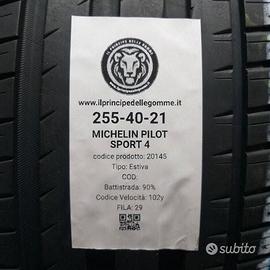 IL PRINCIPE DELLE GOMME
www.ilprincipedellegomme.it
255-40-21
MICHELIN PILOT
SPORT 4
codice prodotto: 20145
Tipo: Estiva
COD:
Battistrada: 90%
Codice Velocità: 102y
FILA: 29
subito